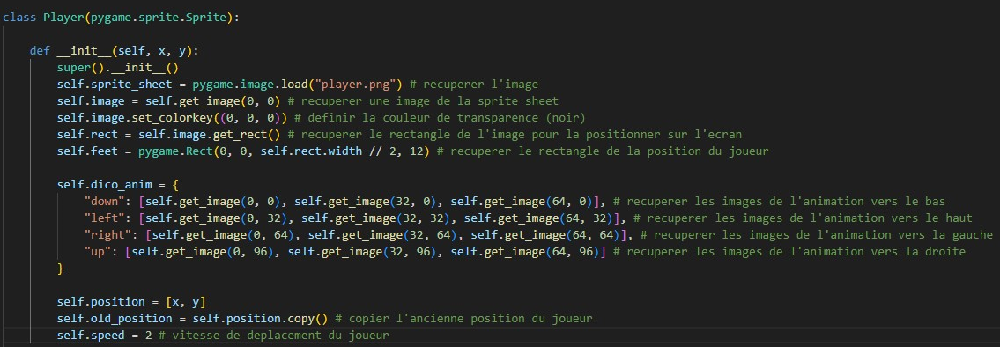 class Player(pygame.sprite.Sprite):
def __init__(self, x, y):
super().__init__()
self.sprite_sheet = pygame.image.load("player.png") # recuperer l'image
self.image = self.get_image(0, 0) # recuperer une image de la sprite sheet
self.image.set_colorkey((0, 0, 0)) # definir la couleur de transparence (noir)
self.rect = self.image.get_rect() # recuperer le rectangle de l'image pour la positionner sur l'ecran
self.feet = pygame.Rect(0, 0, self.rect.width // 2, 12) # recuperer le rectangle de la position du joueur
self.dico_anim = {
"down": [self.get_image(0, 0), self.get_image(32, 0), self.get_image(64, 0)], # recuperer les images de l'animation vers le bas
"left": [self.get_image(0, 32), self.get_image(32, 32), self.get_image(64, 32)], # recuperer les images de l'animation vers le haut
"right": [self.get_image(0, 64), self.get_image(32, 64), self.get_image(64, 64)], # recuperer les images de l'animation vers la gauche
"up": [self.get_image(0, 96), self.get_image(32, 96), self.get_image(64, 96)] # recuperer les images de l'animation vers la droite
}
self.position = [x, y]
self.old_position = self.position.copy() # copier l'ancienne position du joueur
self.speed = 2 # vitesse de deplacement du joueur